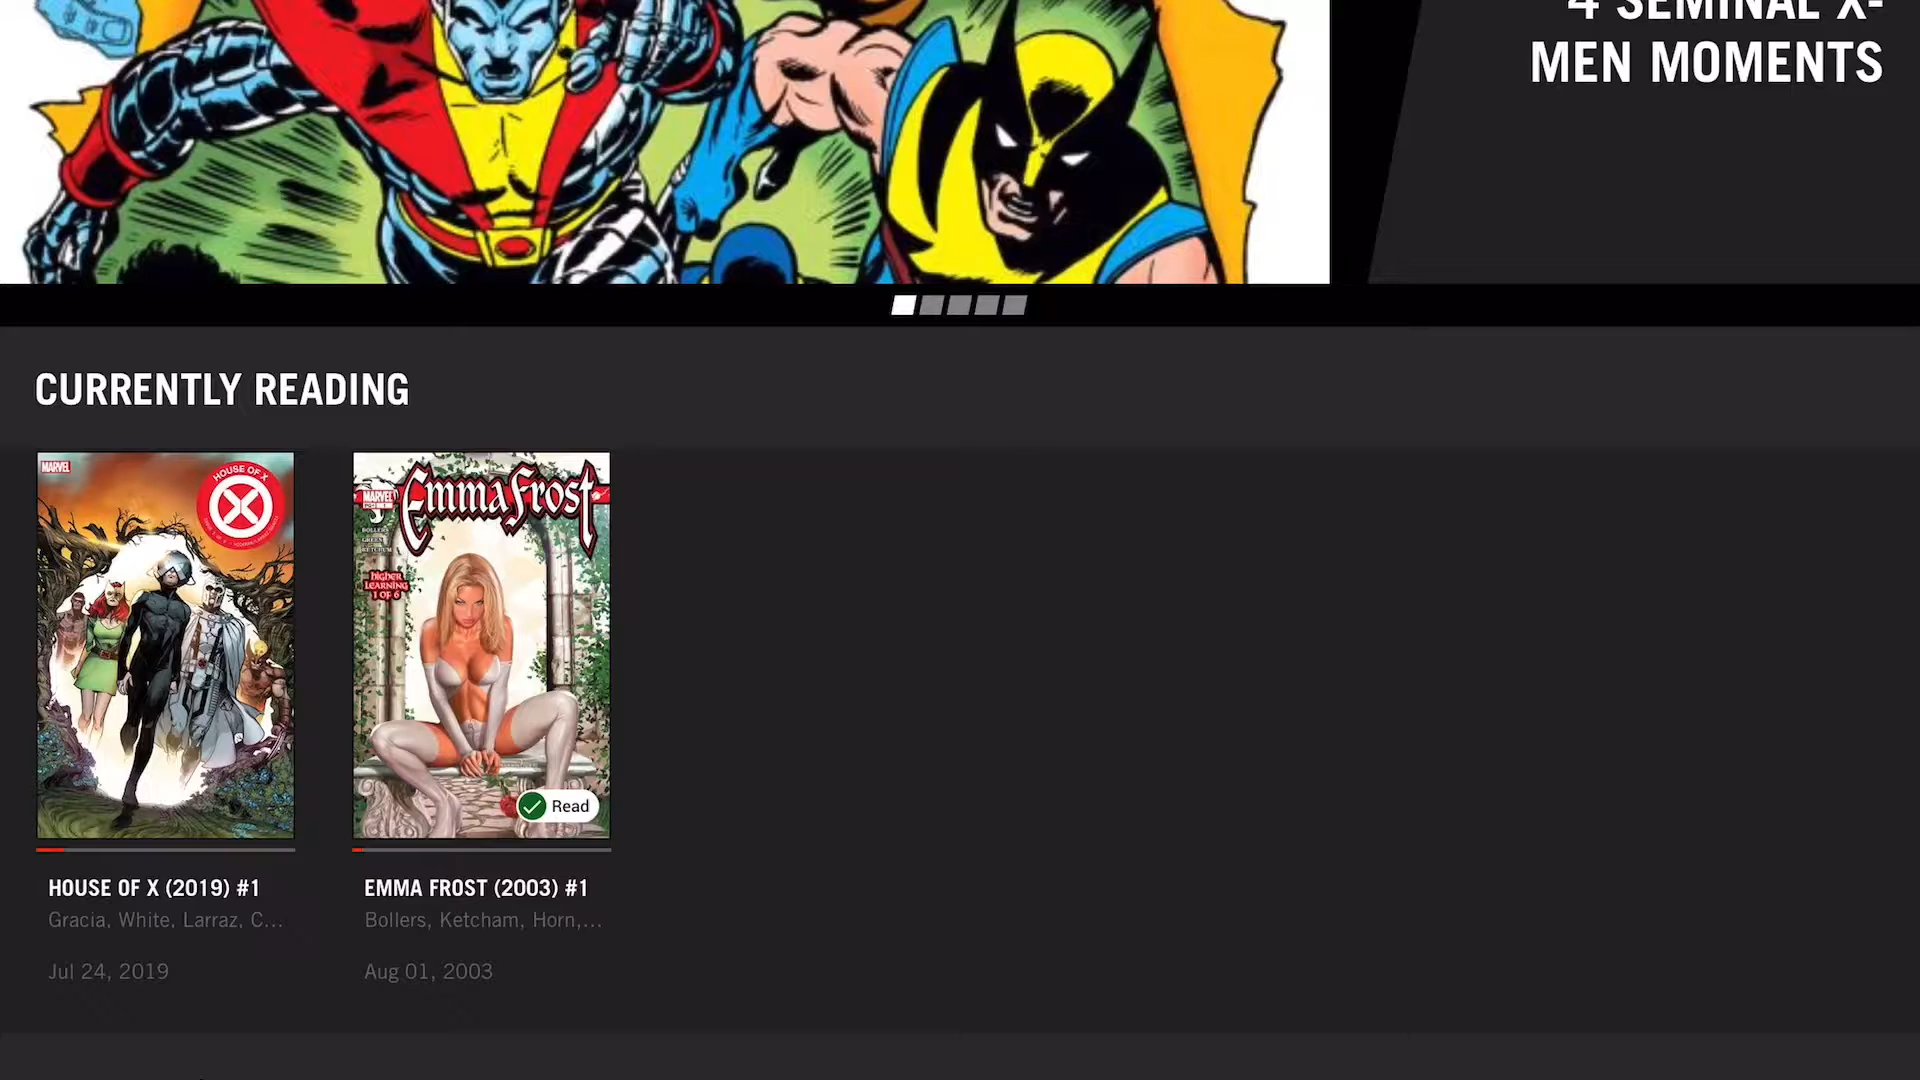 4 SEMINAL X-
MEN MOMENTS
CURRENTLY READING
MARVEL
HOUSE OF X
Emma Frost
MARVEL
BOLLERS
GREEN
KETCHUM
HIGHER
LEARNING
1 OF 6
Read
HOUSE OF X (2019) #1
EMMA FROST (2003) #1
Gracia, White, Larraz, C...
Bollers, Ketcham, Horn,...
Jul 24, 2019
Aug 01, 2003